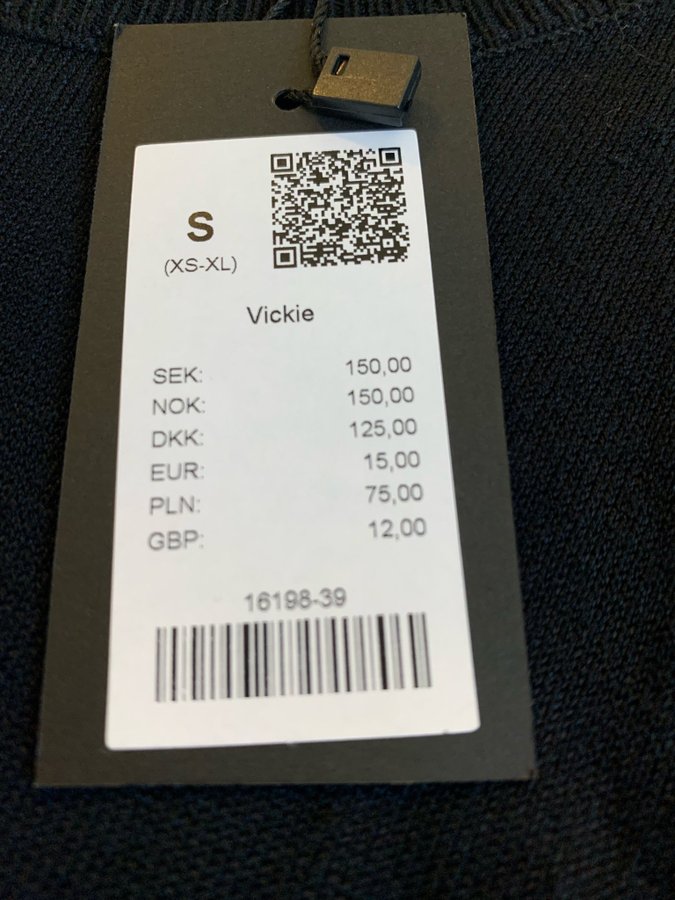 S
(XS-XL)
Vickie
SEK: 150,00
NOK: 150,00
DKK: 125,00
EUR: 15,00
PLN: 75,00
GBP: 12,00
16198-39